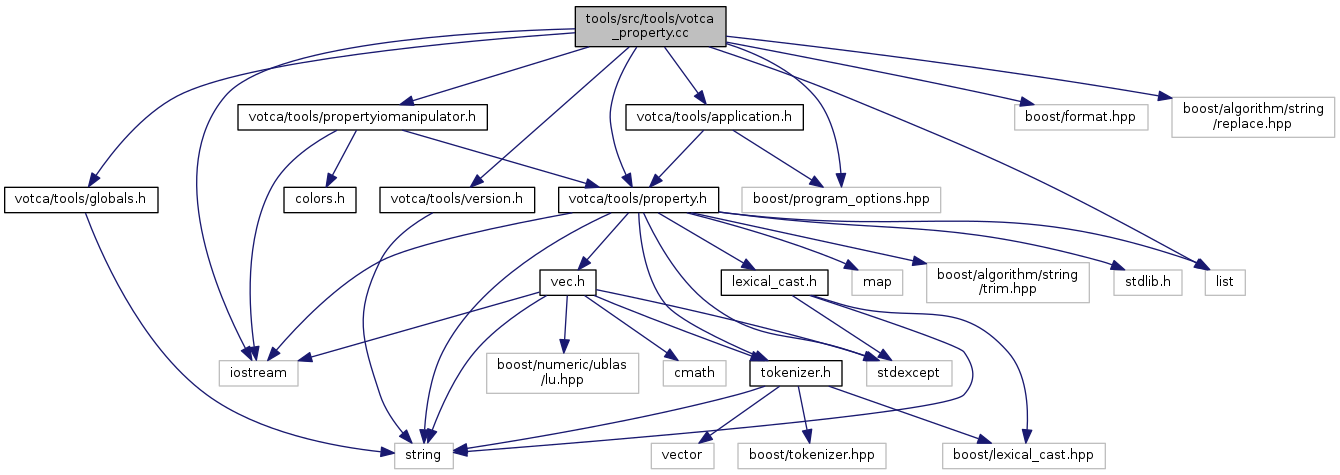 tools/src/tools/votca
_property.cc
votca/tools/propertyiomanipulator.h
votca/tools/application.h
boost/format.hpp
boost/algorithm/string
/replace.hpp
votca/tools/globals.h
colors.h
votca/tools/version.h
votca/tools/property.h
boost/program_options.hpp
vec.h
lexical_cast.h
map
boost/algorithm/string
/trim.hpp
stdlib.h
list
iostream
boost/numeric/ublas
/lu.hpp
cmath
tokenizer.h
stdexcept
string
vector
boost/tokenizer.hpp
boost/lexical_cast.hpp